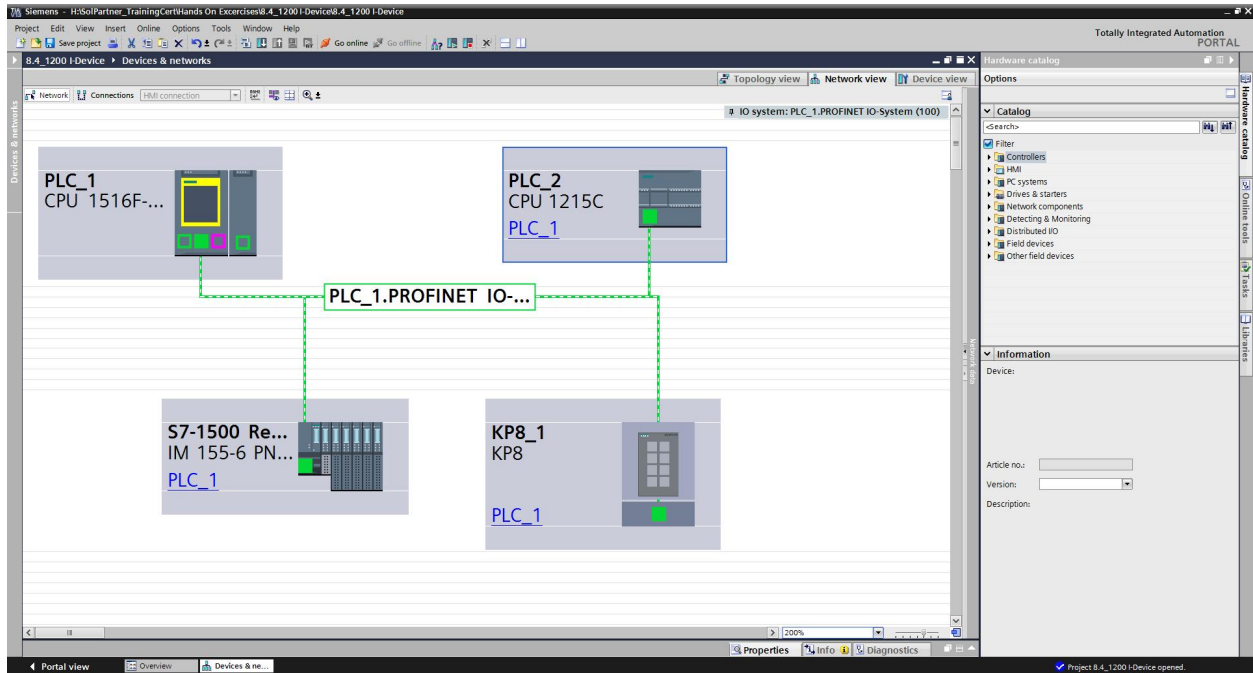 Siemens - H:\SolPartner_TrainingCert\Hands On Excercises\8.4_1200 I-Device\8.4_1200 I-Device
Project Edit View Insert Online Options Tools Window Help
Totally Integrated Automation
PORTAL
Save project Go online Go offline
8.4_1200 I-Device Devices & networks
Hardware catalog
Topology view Network view Device view
Options
Network Connections HMI connection
IO system: PLC_1.PROFINET IO-System (100)
Catalog
<Search>
Filter
Controllers
HMI
PC systems
Drives & starters
Network components
Detecting & Monitoring
Distributed I/O
Field devices
Other field devices
PLC_1
CPU 1516F-...
PLC_2
CPU 1215C
PLC_1
PLC_1.PROFINET IO-...
S7-1500 Re...
IM 155-6 PN...
PLC_1
KP8_1
KP8
PLC_1
Information
Device:
Article no.:
Version:
Description:
Devices & networks
Network data
Hardware catalog
Online tools
Tasks
Libraries
200%
Properties Info Diagnostics
Portal view Overview Devices & ne...
Project 8.4_1200 I-Device opened.